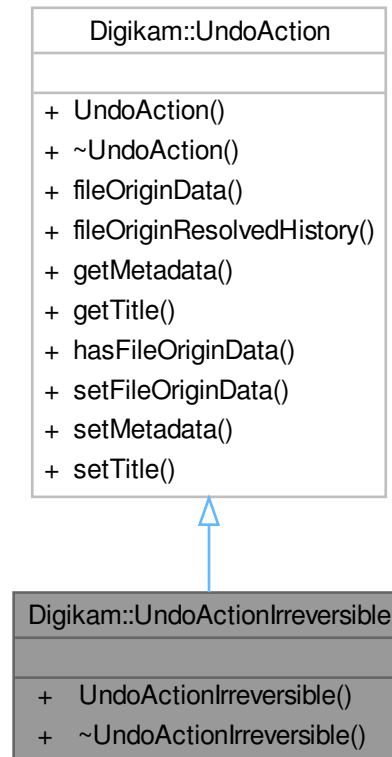 Digikam::UndoAction
+ UndoAction()
+ ~UndoAction()
+ fileOriginData()
+ fileOriginResolvedHistory()
+ getMetadata()
+ getTitle()
+ hasFileOriginData()
+ setFileOriginData()
+ setMetadata()
+ setTitle()
Digikam::UndoActionIrreversible
+ UndoActionIrreversible()
+ ~UndoActionIrreversible()